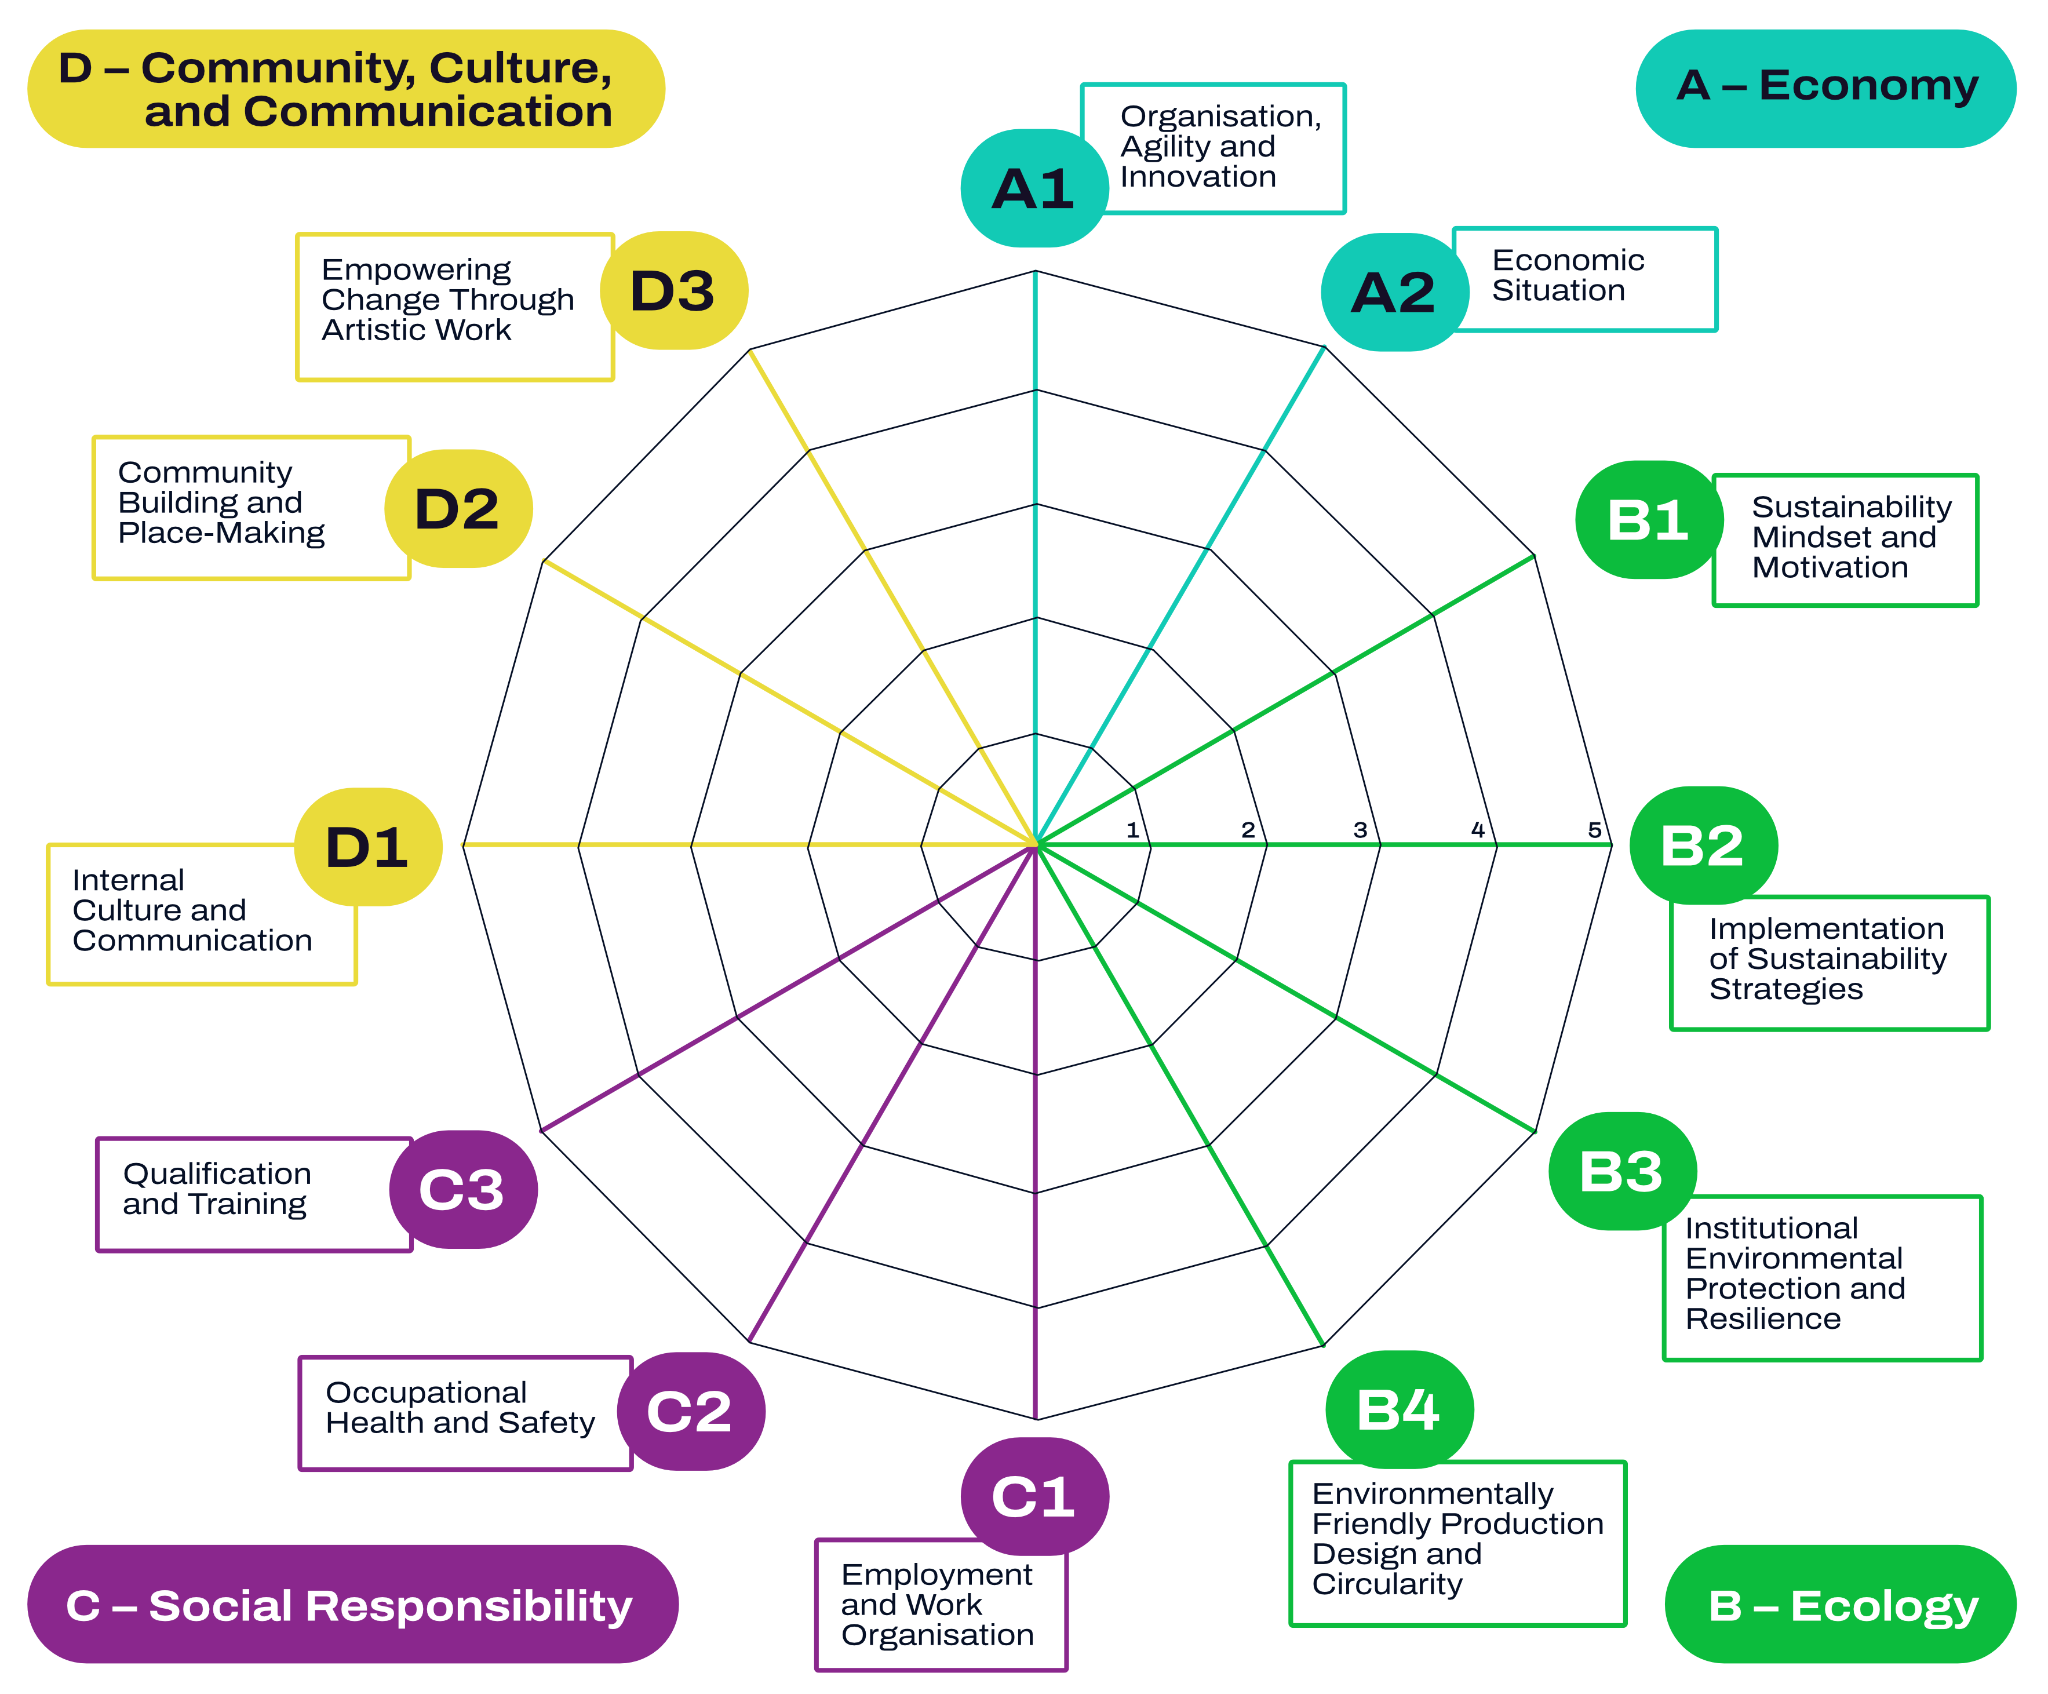 D – Community, Culture,
and Communication
A – Economy
A1
Organisation,
Agility and
Innovation
A2
Economic
Situation
B1
Sustainability
Mindset and
Motivation
B2
Implementation
of Sustainability
Strategies
B3
Institutional
Environmental
Protection and
Resilience
B4
Environmentally
Friendly Production
Design and
Circularity
C1
Employment
and Work
Organisation
C2
Occupational
Health and Safety
C3
Qualification
and Training
D1
Internal
Culture and
Communication
D2
Community
Building and
Place-Making
D3
Empowering
Change Through
Artistic Work
1 2 3 4 5
C – Social Responsibility
B – Ecology